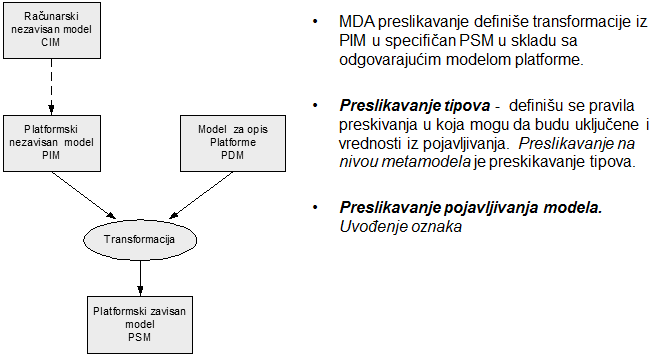 Računarski
nezavisan model
CIM
Platformski
nezavisan model
PIM
Model za opis
Platforme
PDM
Transformacija
Platformski zavisan
model
PSM
• MDA preslikavanje definiše transformacije iz
PIM u specifičan PSM u skladu sa
odgovarajućim modelom platforme.
• Preslikavanje tipova - definišu se pravila
preskivanja u koja mogu da budu uključene i
vrednosti iz pojavljivanja. Preslikavanje na
nivou metamodela je preskikavanje tipova.
• Preslikavanje pojavljivanja modela.
Uvođenje oznaka